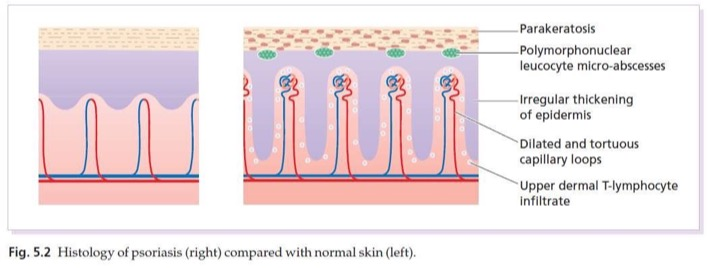 Parakeratosis
Polymorphonuclear
leucocyte micro-abscesses
Irregular thickening
of epidermis
Dilated and tortuous
capillary loops
Upper dermal T-lymphocyte
infiltrate
Fig. 5.2 Histology of psoriasis (right) compared with normal skin (left).